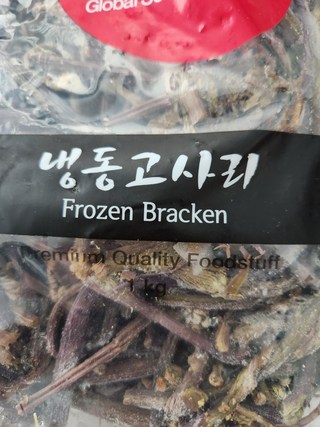 Global
냉동고사리
Frozen Bracken
Premium Quality Foodstuff
1 kg